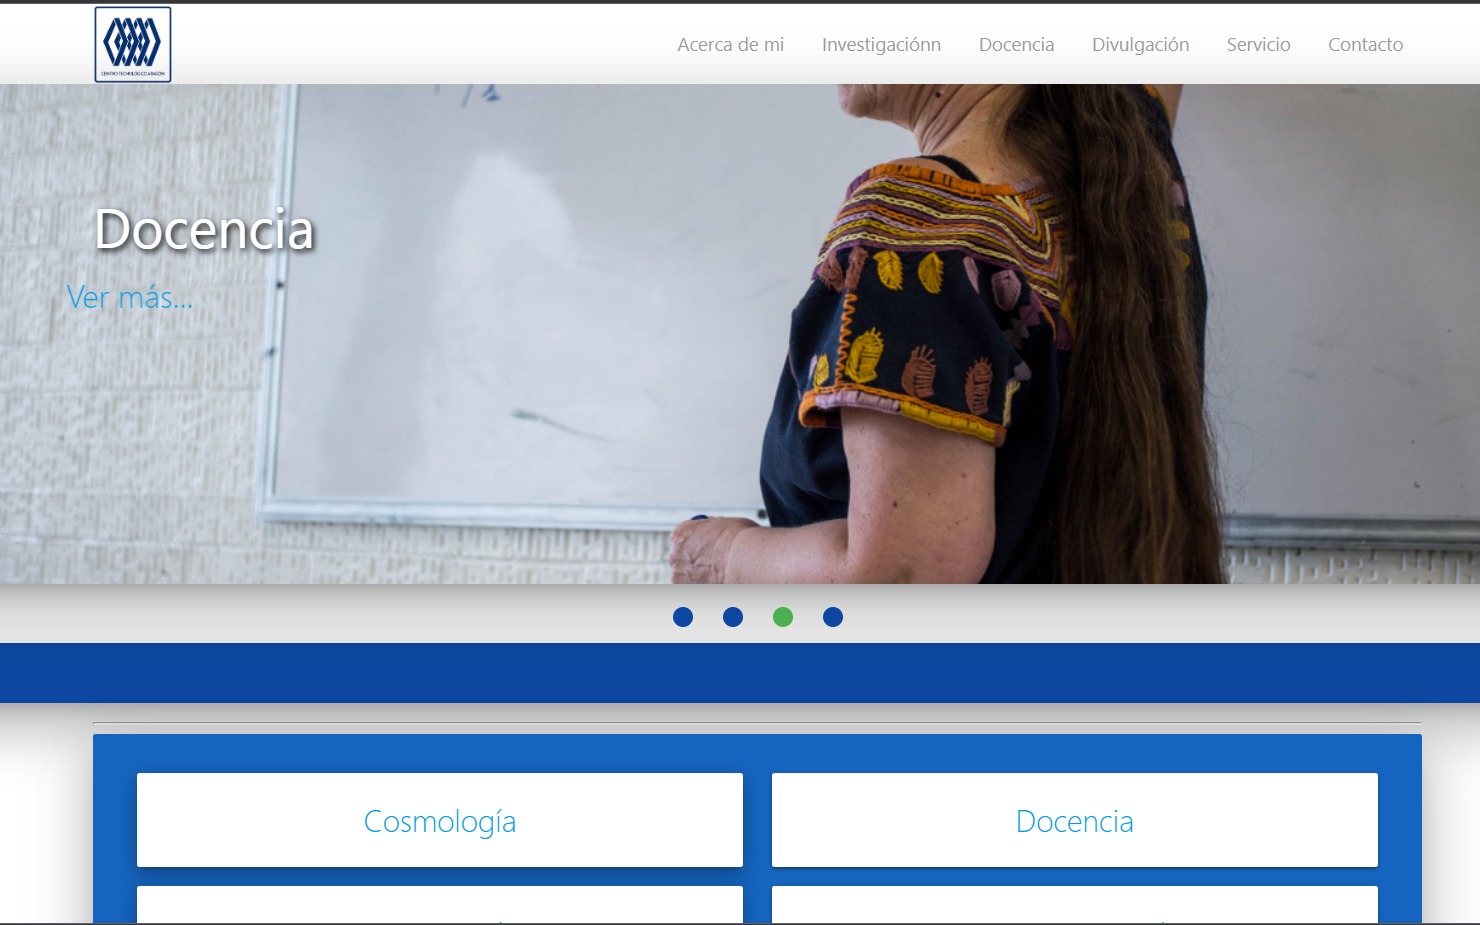 CENTRO TECNOLÓGICO ARAGÓN
Acerca de mi
Investigaciónn
Docencia
Divulgación
Servicio
Contacto
Docencia
Ver más...
Cosmología
Docencia